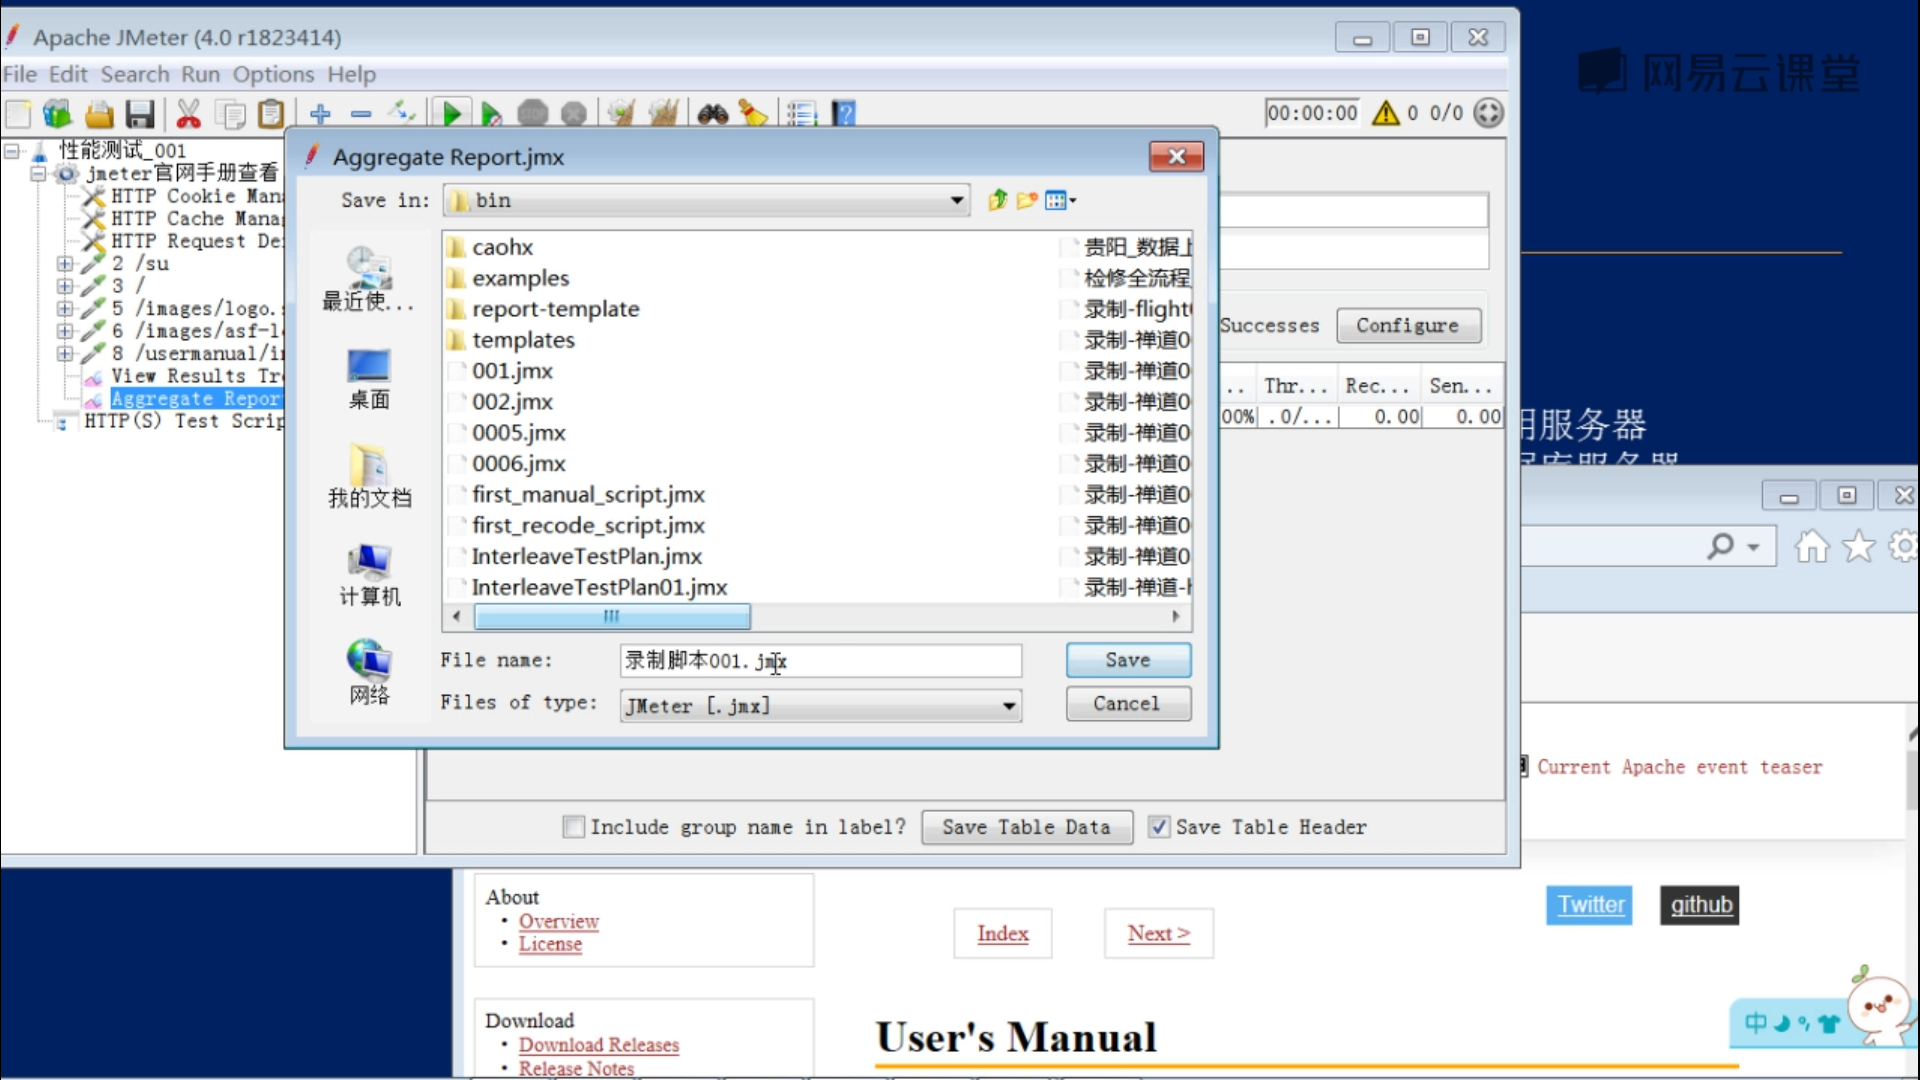 Apache JMeter (4.0 r1823414)
网易云课堂
File Edit Search Run Options Help
00:00:00 0 0/0
性能测试_001
jmeter官网手册查看
HTTP Cookie Man
HTTP Cache Mana
HTTP Request De
2 /su
3 /
5 /images/logo.
6 /images/asf-l
8 /usermanual/i
View Results Tr
Aggregate Repor
HTTP(S) Test Scrip
Aggregate Report.jmx
Save in: bin
最近使...
桌面
我的文档
计算机
网络
caohx
examples
report-template
templates
001.jmx
002.jmx
0005.jmx
0006.jmx
first_manual_script.jmx
first_recode_script.jmx
InterleaveTestPlan.jmx
InterleaveTestPlan01.jmx
贵阳_数据上
检修全流程_
录制-flight
录制-禅道0
录制-禅道0
录制-禅道0
录制-禅道0
录制-禅道0
录制-禅道0
录制-禅道0
录制-禅道0
录制-禅道-
File name: 录制脚本001.jmx Save
Files of type: JMeter [.jmx] Cancel
Successes Configure
.. Thr... Rec... Sen...
00% .0/... 0.00 0.00
用服务器
Include group name in label? Save Table Data Save Table Header
Current Apache event teaser
About
• Overview
• License
Index
Next >
Twitter
github
Download
• Download Releases
• Release Notes
User's Manual
中